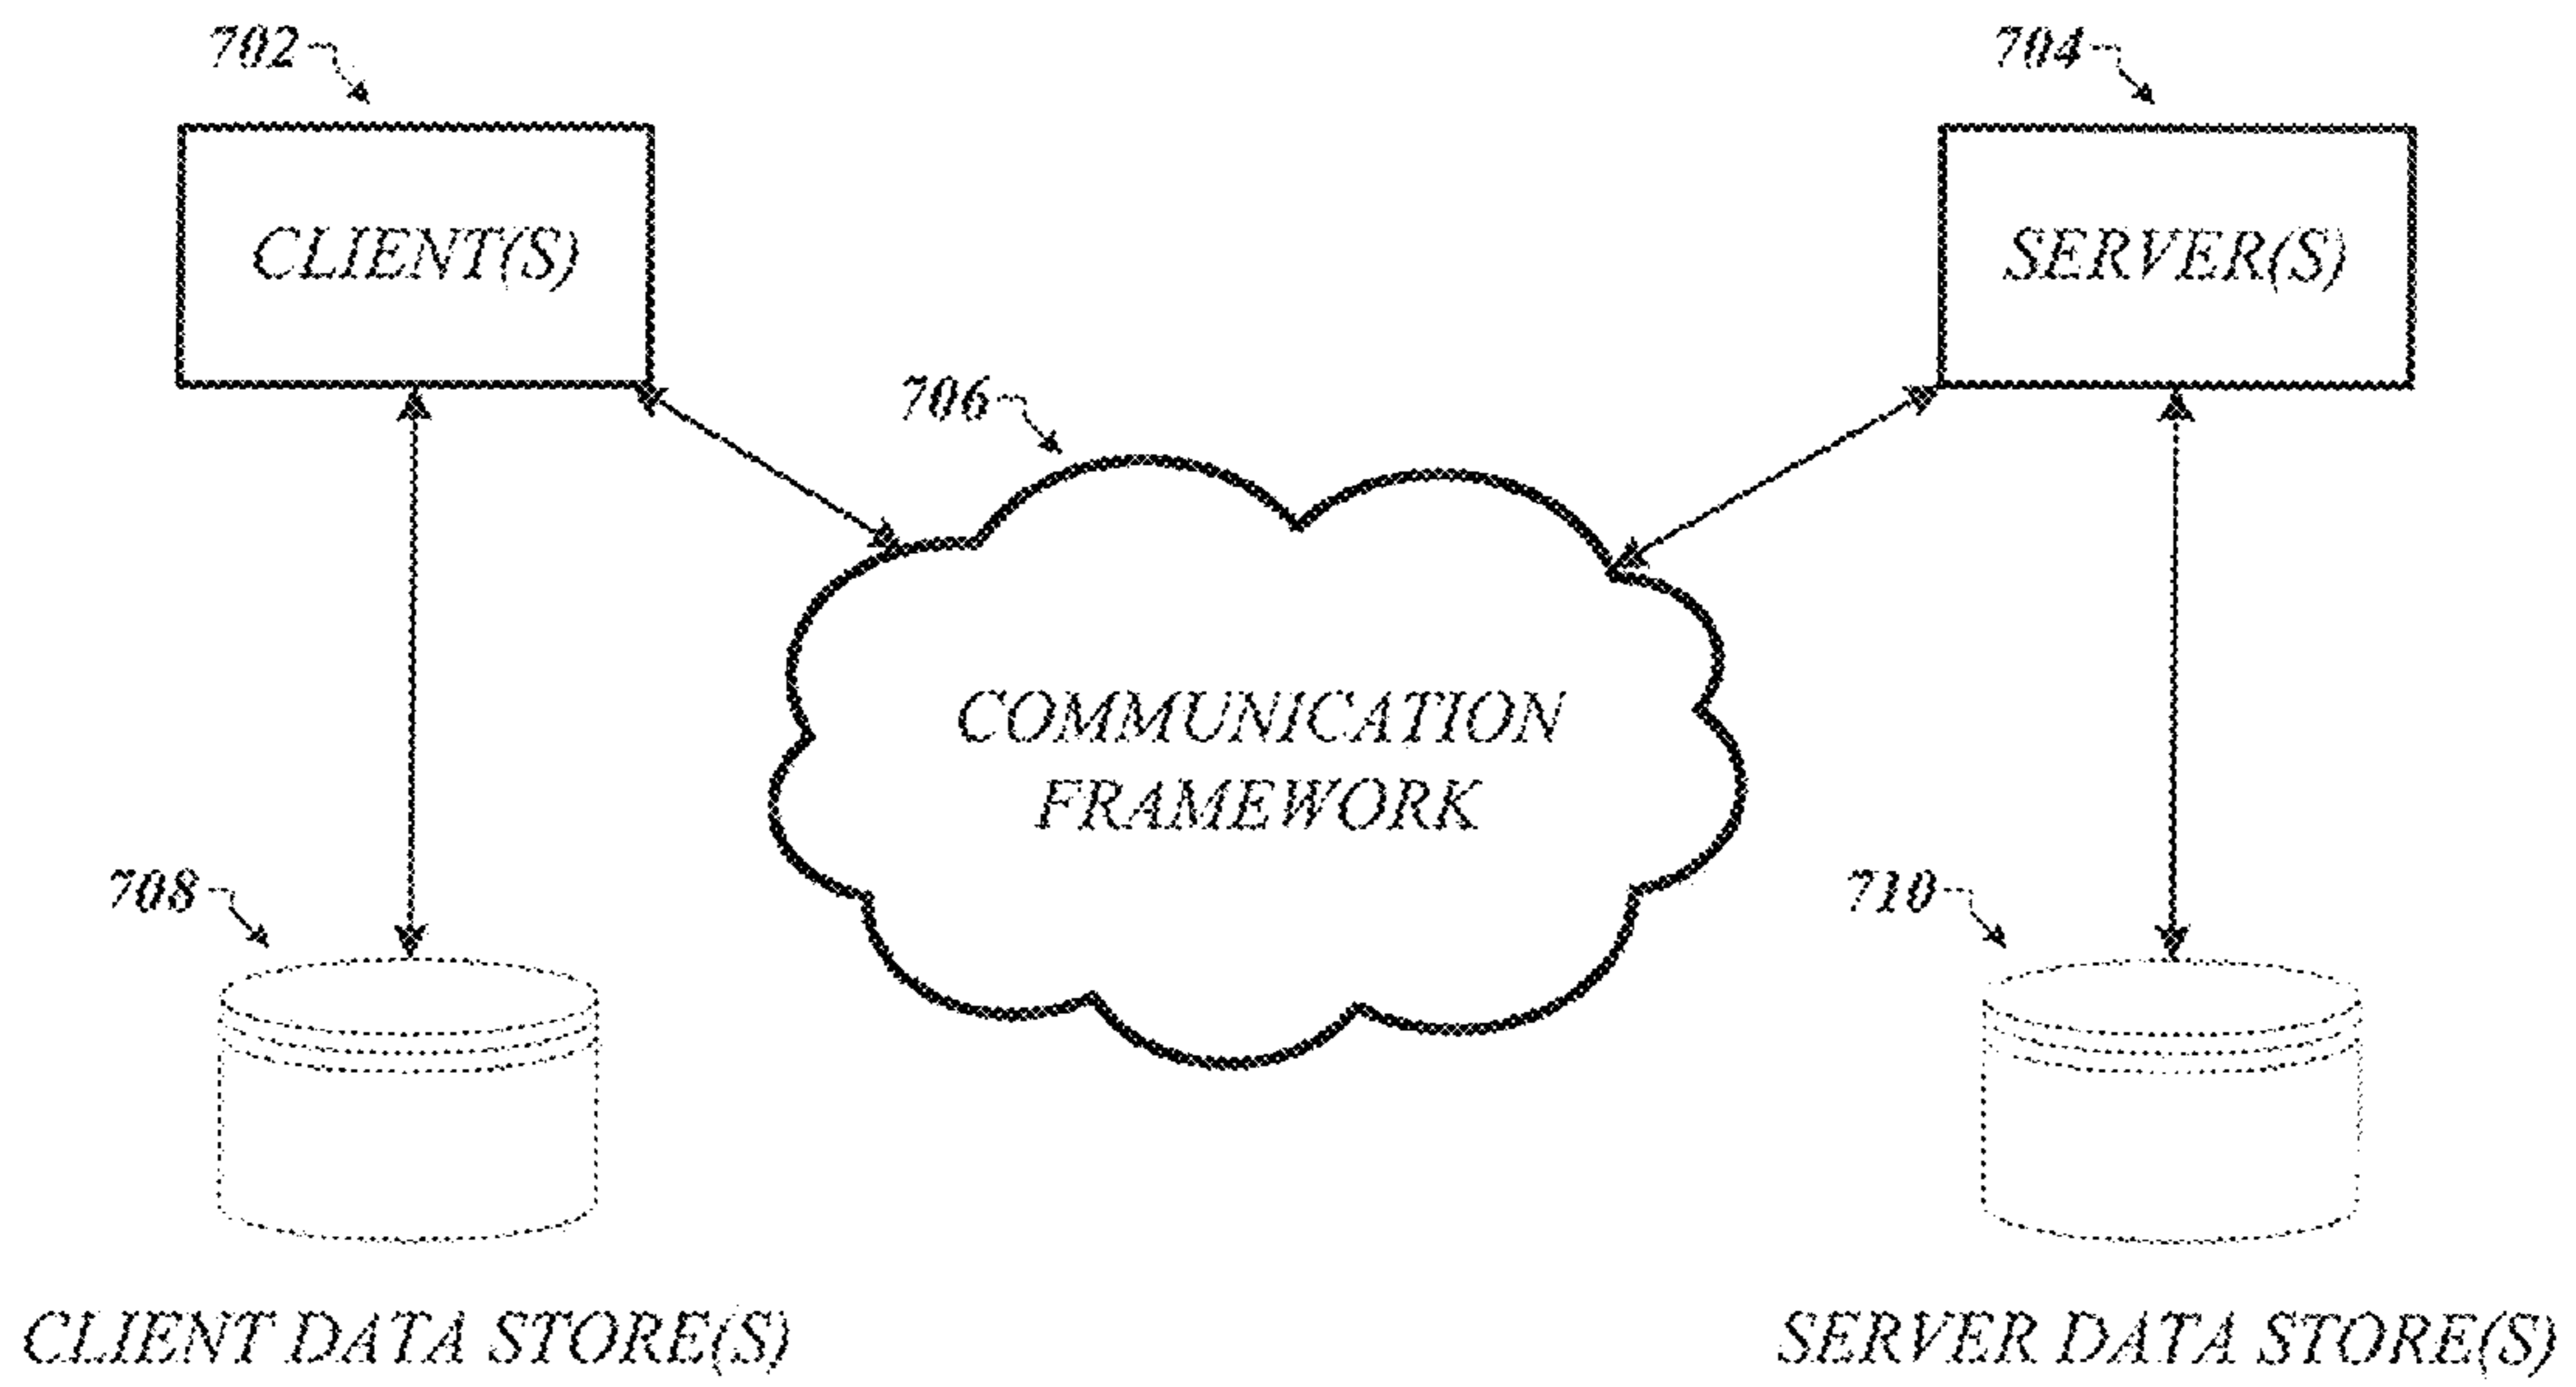 702
704
CLIENT(S)
SERVER(S)
706
COMMUNICATION
FRAMEWORK
708
710
CLIENT DATA STORE(S)
SERVER DATA STORE(S)